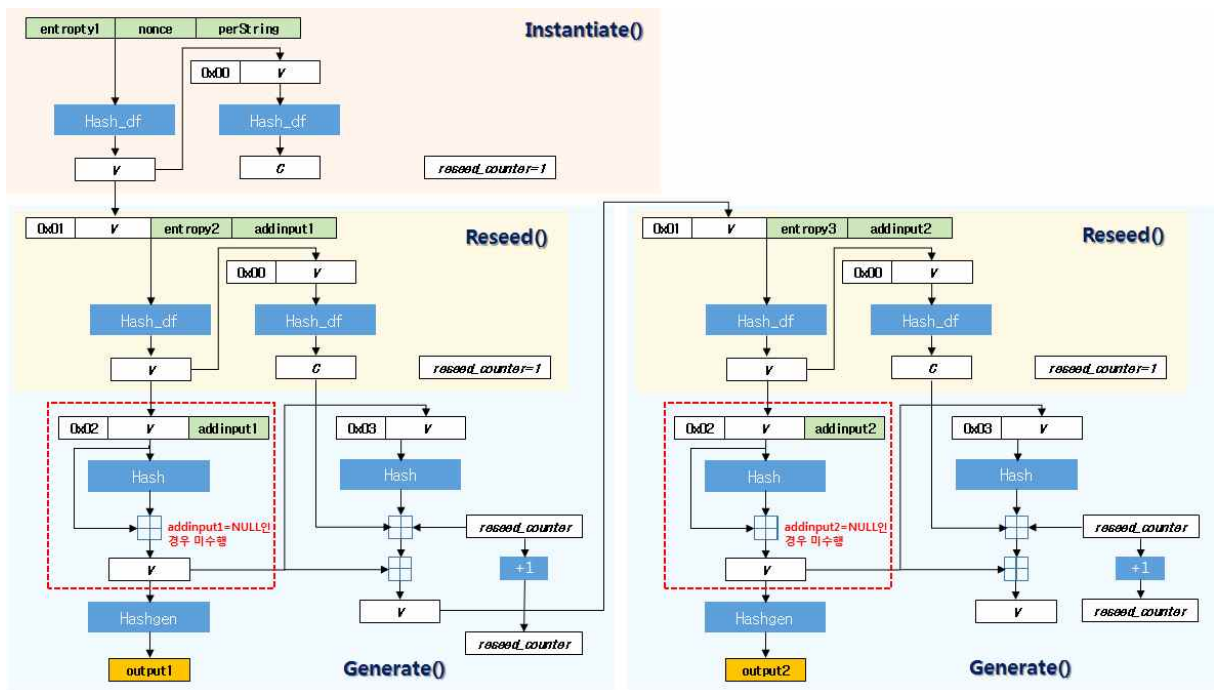 entropty1 nonce perString
Instantiate()
0x00 V
Hash_df Hash_df
V C reseed_counter=1
0x01 V entropy2 addinput1
Reseed()
0x00 V
Hash_df Hash_df
V C reseed_counter=1
0x02 V addinput1
0x03 V
Hash Hash
addinput1=NULL인
경우 미수행
reseed_counter
V
+1
V
Hashgen
reseed_counter
output1
Generate()
0x01 V entropy3 addinput2
Reseed()
0x00 V
Hash_df Hash_df
V C reseed_counter=1
0x02 V addinput2
0x03 V
Hash Hash
addinput2=NULL인
경우 미수행
reseed_counter
V
+1
V
reseed_counter
Hashgen
output2
Generate()